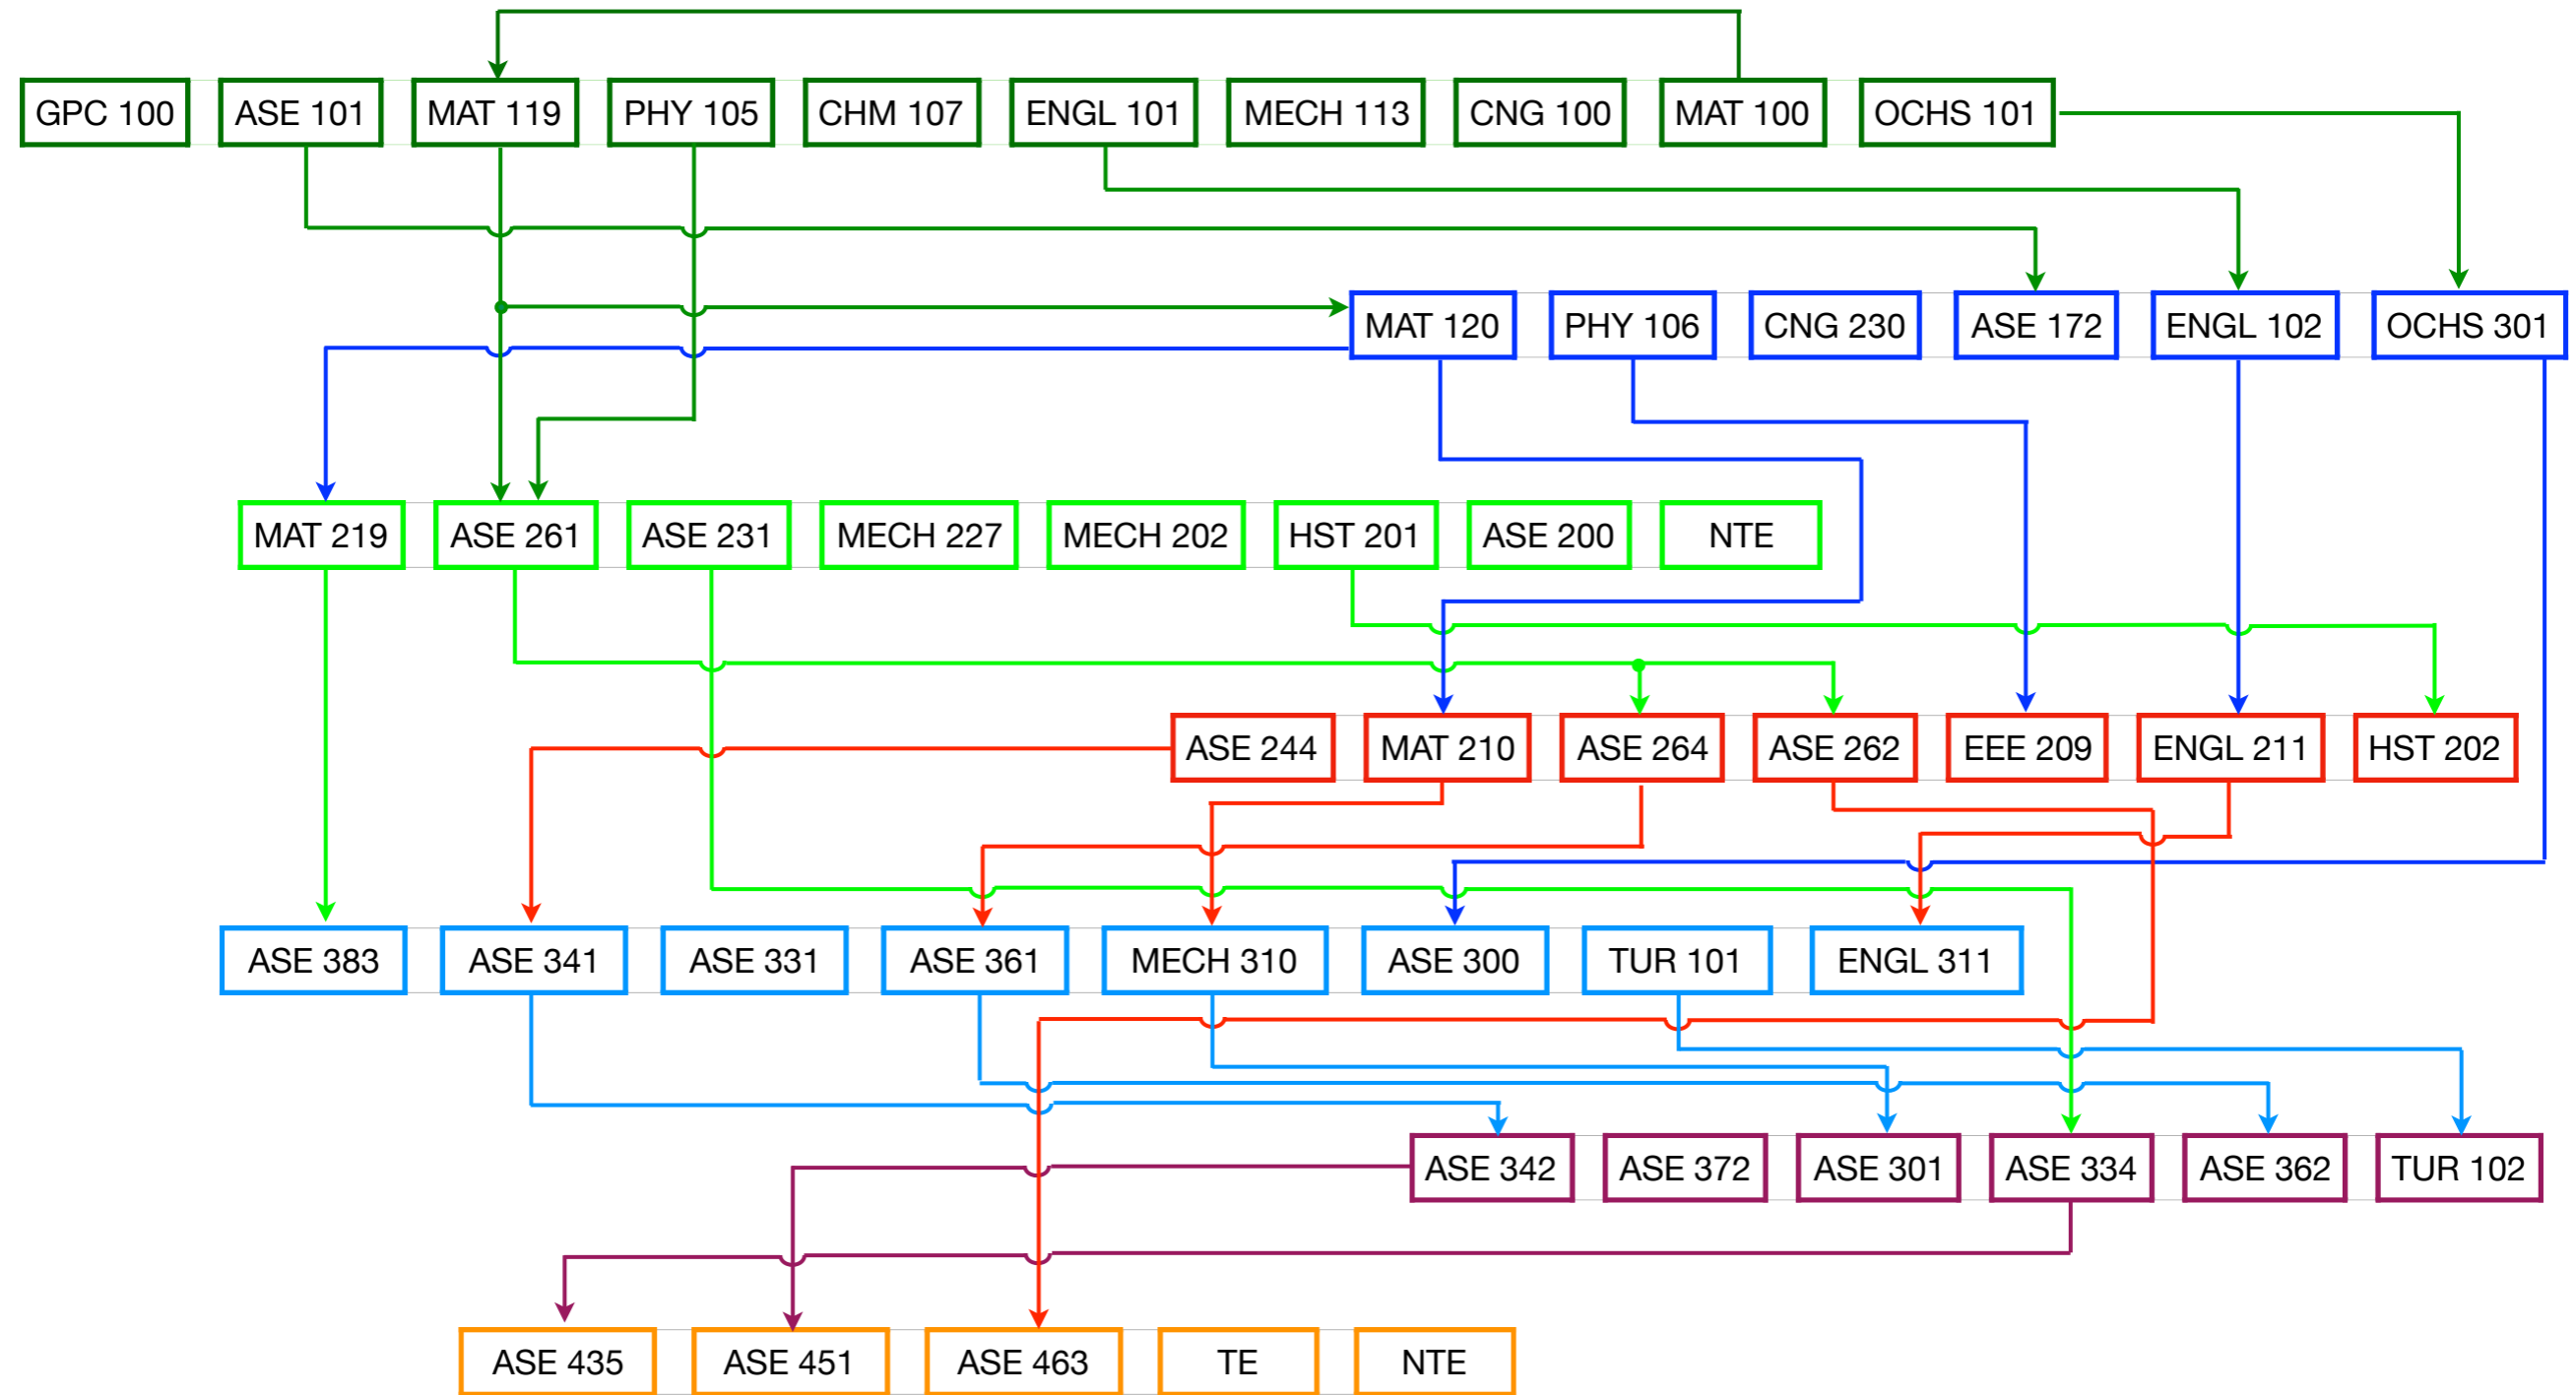 GPC 100 ASE 101 MAT 119 PHY 105 CHM 107 ENGL 101 MECH 113 CNG 100 MAT 100 OCHS 101
MAT 120 PHY 106 CNG 230 ASE 172 ENGL 102 OCHS 301
MAT 219 ASE 261 ASE 231 MECH 227 MECH 202 HST 201 ASE 200 NTE
ASE 244 MAT 210 ASE 264 ASE 262 EEE 209 ENGL 211 HST 202
ASE 383 ASE 341 ASE 331 ASE 361 MECH 310 ASE 300 TUR 101 ENGL 311
ASE 342 ASE 372 ASE 301 ASE 334 ASE 362 TUR 102
ASE 435 ASE 451 ASE 463 TE NTE